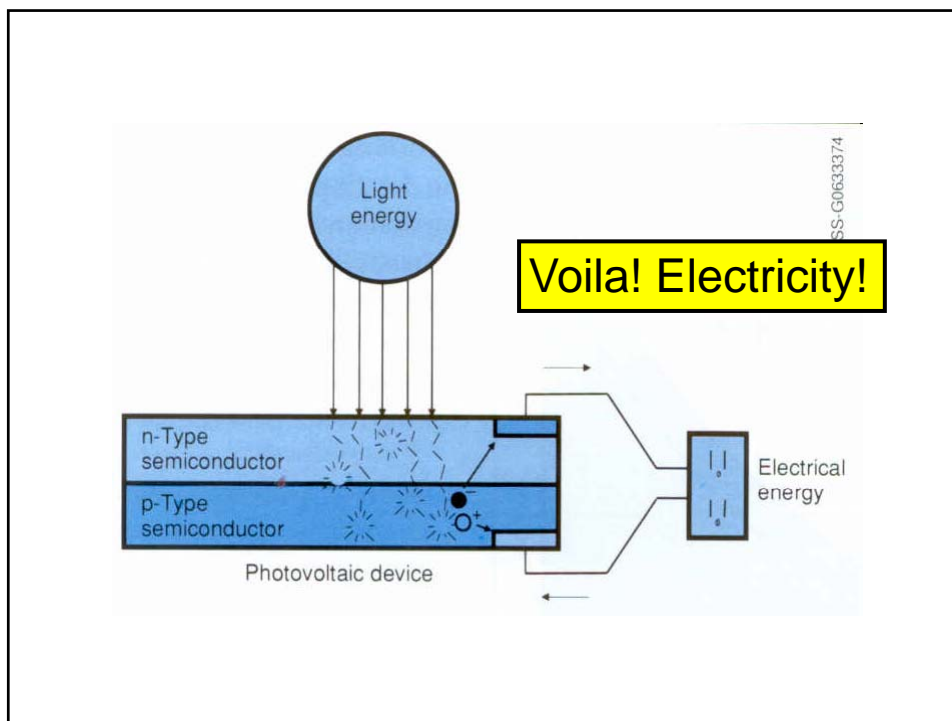 Light
energy
SS-G0633374
Voila! Electricity!
n-Type
semiconductor
p-Type
semiconductor
+
Electrical
energy
Photovoltaic device